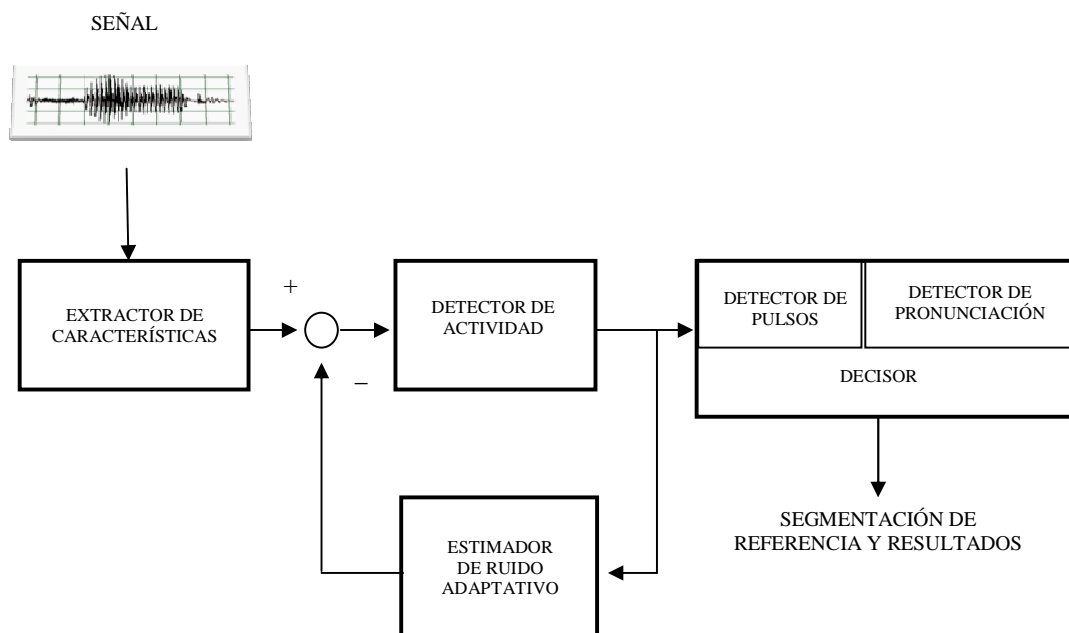 SEÑAL
EXTRACTOR DE
CARACTERÍSTICAS
+
−
DETECTOR DE
ACTIVIDAD
DETECTOR DE
PULSOS
DETECTOR DE
PRONUNCIACIÓN
DECISOR
ESTIMADOR
DE RUIDO
ADAPTATIVO
SEGMENTACIÓN DE
REFERENCIA Y RESULTADOS